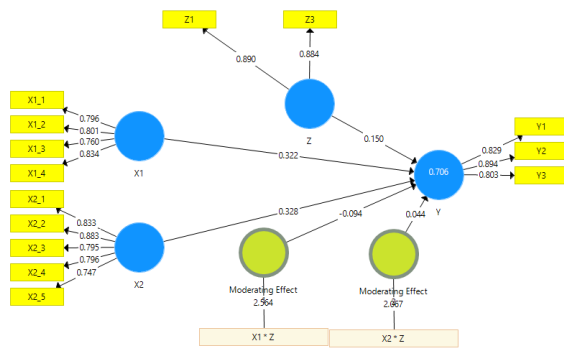 Z1
Z3
0.890
0.884
X1_1
X1_2
X1_3
X1_4
0.796
0.801
0.760
0.834
X1
Z
0.150
0.322
Y1
Y2
Y3
0.829
0.894
0.803
0.706
Y
X2_1
X2_2
X2_3
X2_4
X2_5
0.833
0.883
0.795
0.796
0.747
X2
0.328
-0.094
0.044
Moderating Effect
2.564
X1 * Z
Moderating Effect
X2 * Z